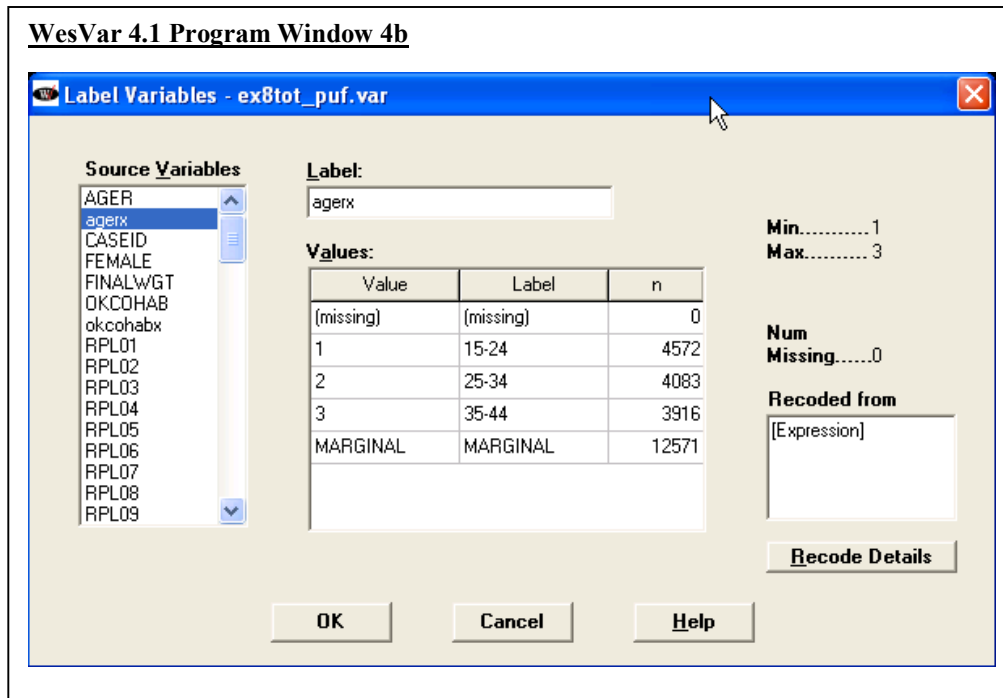 WesVar 4.1 Program Window 4b
W Label Variables - ex8tot_puf.var
Source Variables
AGER
agerx
CASEID
FEMALE
FINALWGT
OKCOHAB
okcohabx
RPL01
RPL02
RPL03
RPL04
RPL05
RPL06
RPL07
RPL08
RPL09
Label:
agerx
Values:
Value Label n
(missing) (missing) 0
1 15-24 4572
2 25-34 4083
3 35-44 3916
MARGINAL MARGINAL 12571
Min...........1
Max.......... 3
Num
Missing......0
Recoded from
[Expression]
Recode Details
OK Cancel Help